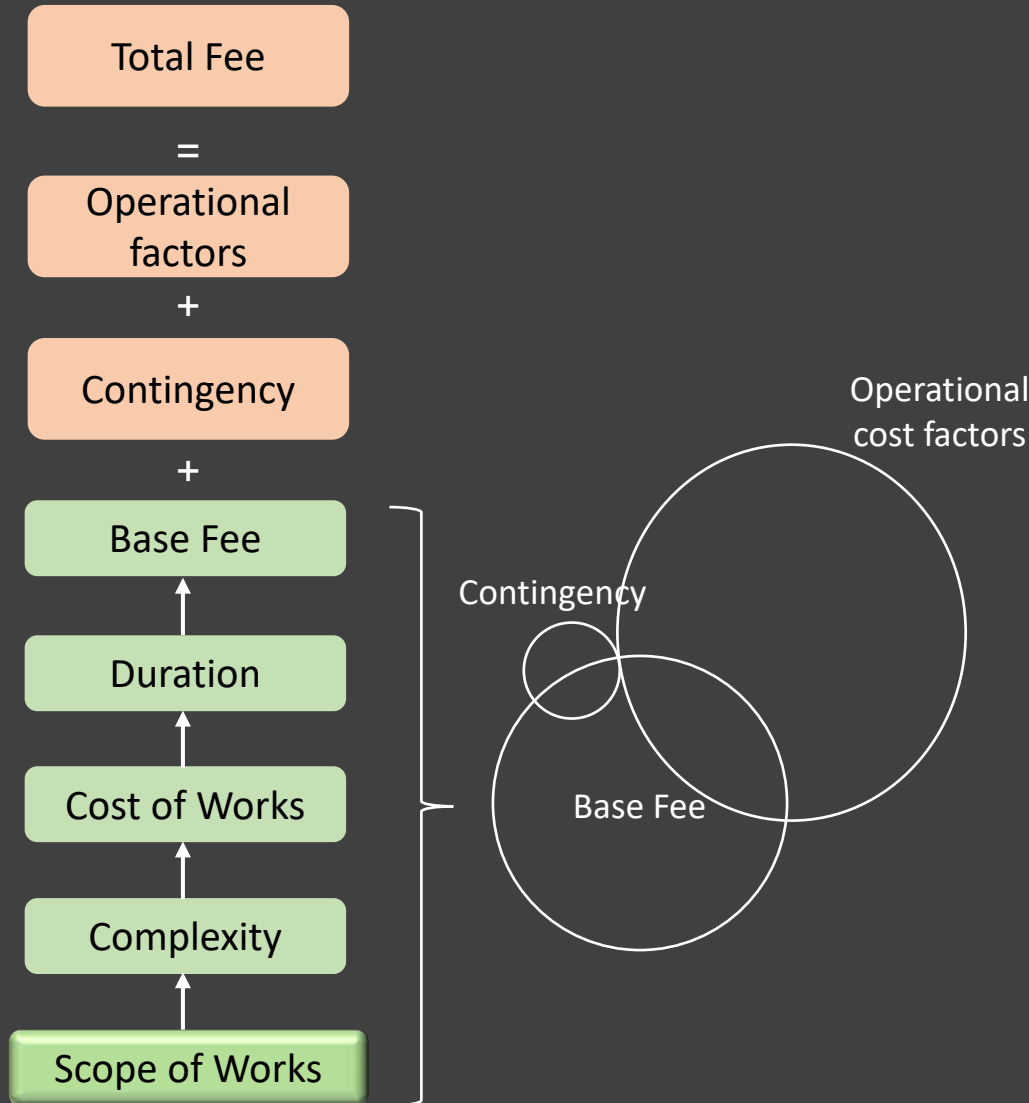 Total Fee
=
Operational
factors
+
Contingency
+
Base Fee
Duration
Cost of Works
Complexity
Scope of Works
Operational
cost factors
Contingency
Base Fee